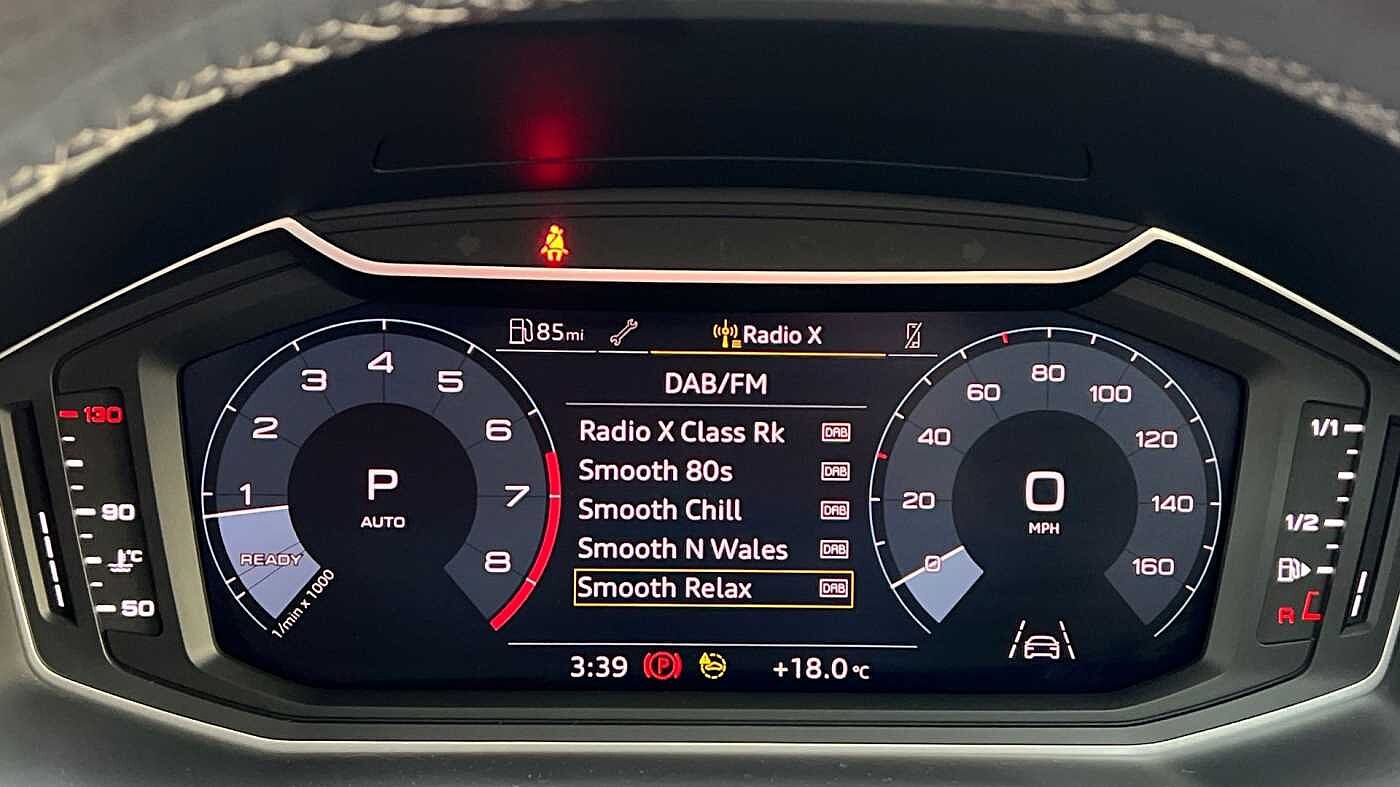 85mi
Radio X
DAB/FM
Radio X Class Rk DAB
Smooth 80s DAB
Smooth Chill DAB
Smooth N Wales DAB
Smooth Relax DAB
3:39 P +18.0°C
130
90
°C
50
1
2
3
4
5
6
7
8
READY
1/min x 1000
P
AUTO
0
20
40
60
80
100
120
140
160
0
MPH
1/1
1/2
R